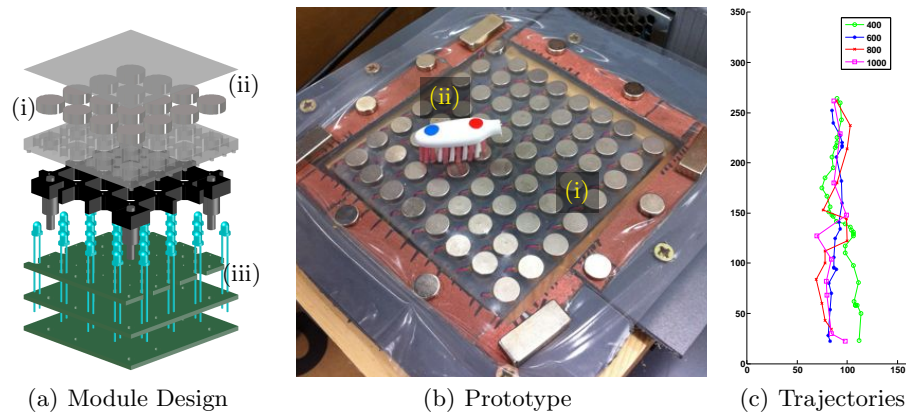 (i)
(ii)
(iii)
(a) Module Design
(ii)
(i)
(b) Prototype
350
300
250
200
150
100
50
0
0 50 100 150
400
600
800
1000
(c) Trajectories